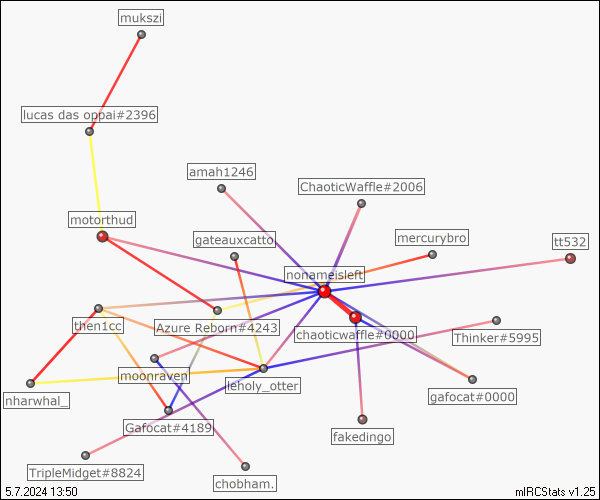 mukszi
lucas das oppai#2396
amah1246
ChaoticWaffle#2006
motorthud
gateauxcatto
mercurybro
tt532
nonameisleft
then1cc
Azure Reborn#4243
chaoticwaffle#0000
Thinker#5995
moonraven
leholy_otter
nharwhal_
gafocat#0000
Gafocat#4189
fakedingo
TripleMidget#8824
chobham.
5.7.2024 13:50
mIRCStats v1.25